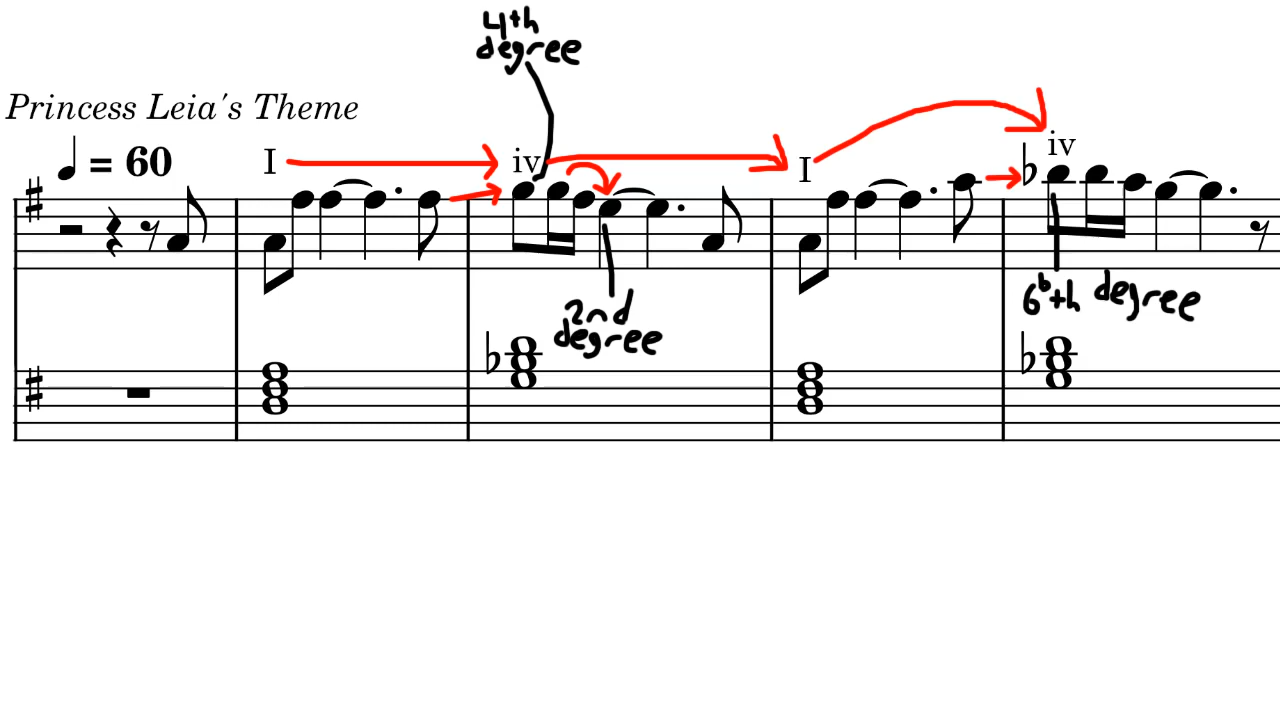 4th
degree
Princess Leia's Theme
= 60
I
iv
I
iv
2nd
degree
6♭th degree